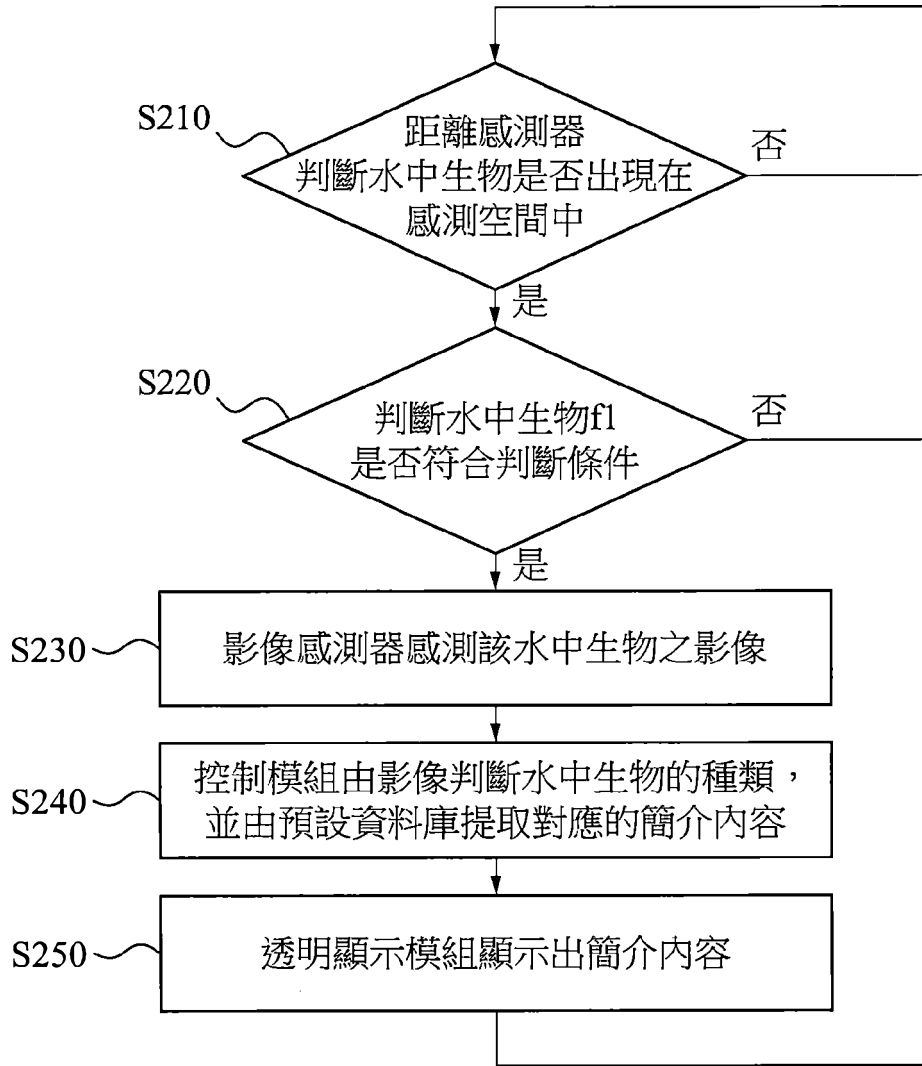 S210
距離感測器
判斷水中生物是否出現在
感測空間中
否
是
S220
判斷水中生物f1
是否符合判斷條件
否
是
S230
影像感測器感測該水中生物之影像
S240
控制模組由影像判斷水中生物的種類，
並由預設資料庫提取對應的簡介內容
S250
透明顯示模組顯示出簡介內容